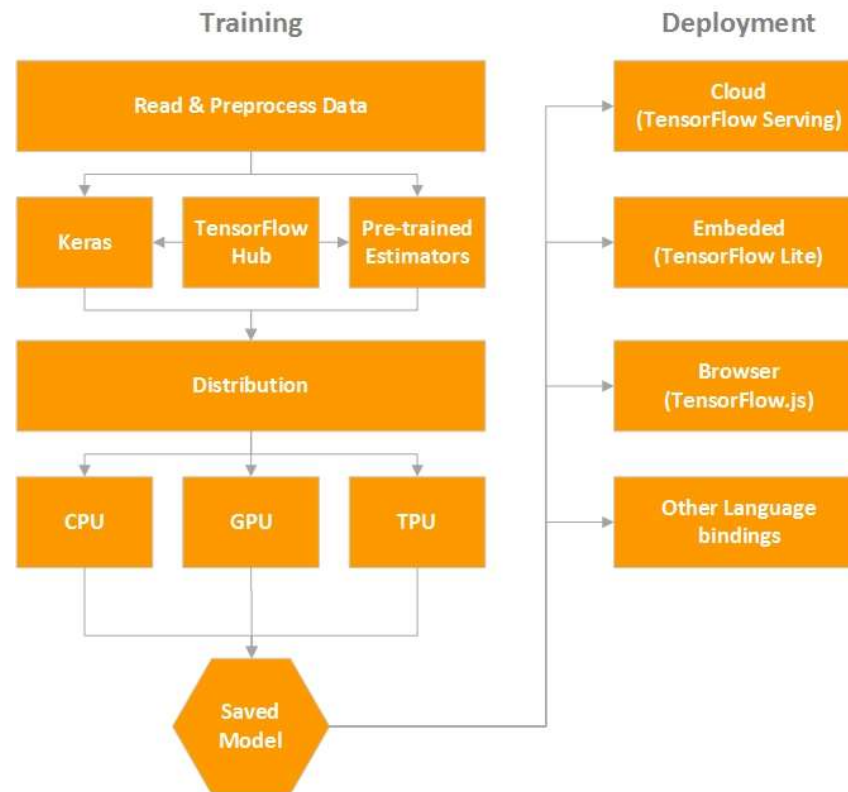 Training
Deployment
Read & Preprocess Data
Keras
TensorFlow
Hub
Pre-trained
Estimators
Distribution
CPU
GPU
TPU
Saved
Model
Cloud
(TensorFlow Serving)
Embeded
(TensorFlow Lite)
Browser
(TensorFlow.js)
Other Language
bindings